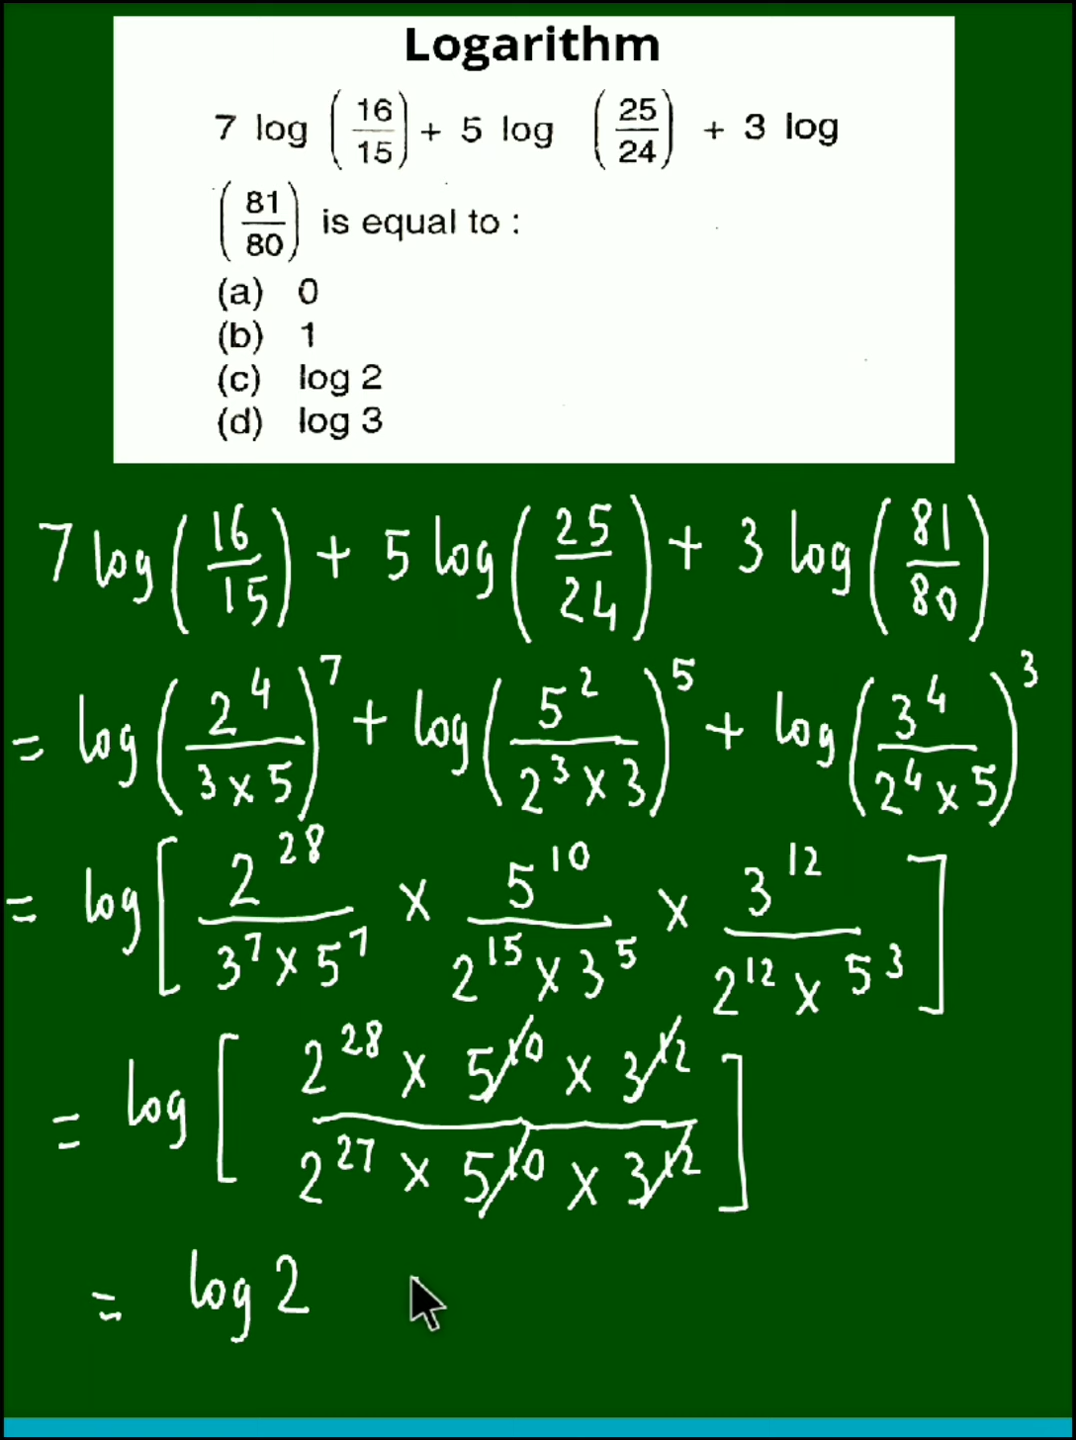 Logarithm
7 log (16/15) + 5 log (25/24) + 3 log
(81/80) is equal to :
(a) 0
(b) 1
(c) log 2
(d) log 3
7 log (16/15) + 5 log (25/24) + 3 log (81/80)
= log (2^4/(3 × 5))^7 + log (5^2/(2^3 × 3))^5 + log (3^4/(2^4 × 5))^3
= log [2^28/(3^7 × 5^7) × 5^10/(2^15 × 3^5) × 3^12/(2^12 × 5^3)]
= log [(2^28 × 5^10 × 3^12)/(2^27 × 5^10 × 3^12)]
= log 2